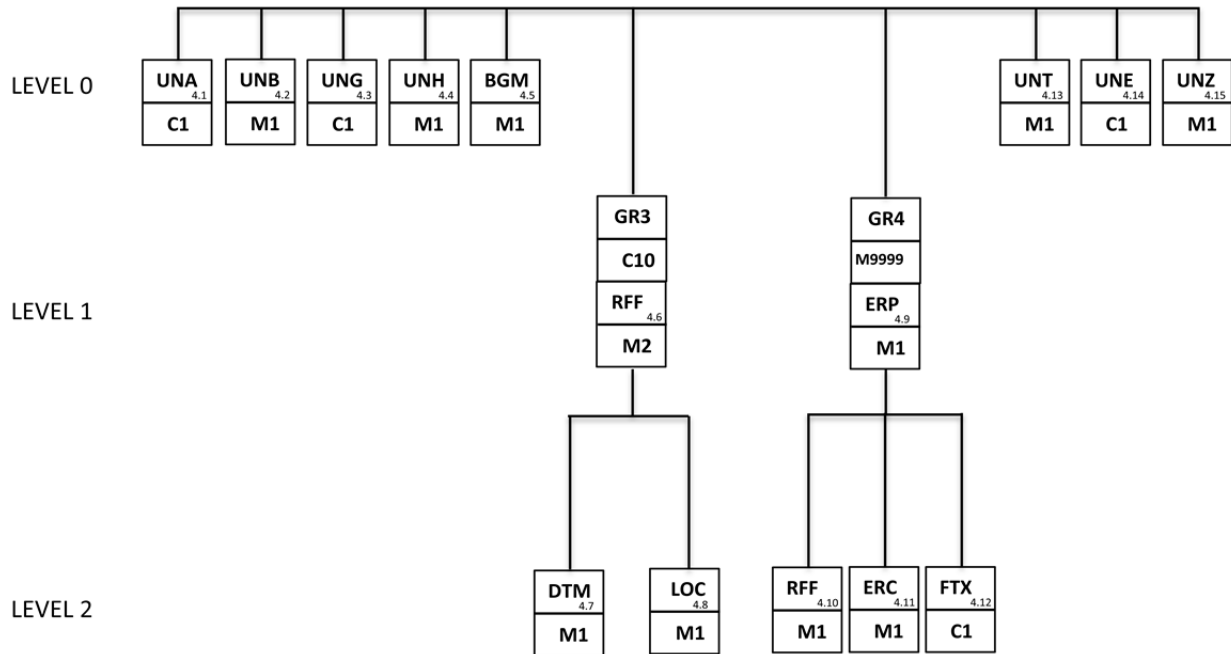 LEVEL 0
UNA 4.1 UNB 4.2 UNG 4.3 UNH 4.4 BGM 4.5 UNT 4.13 UNE 4.14 UNZ 4.15
C1 M1 C1 M1 M1 M1 C1 M1
GR3 GR4
C10 M9999
LEVEL 1
RFF 4.6 ERP 4.9
M2 M1
LEVEL 2
DTM 4.7 LOC 4.8 RFF 4.10 ERC 4.11 FTX 4.12
M1 M1 M1 M1 C1